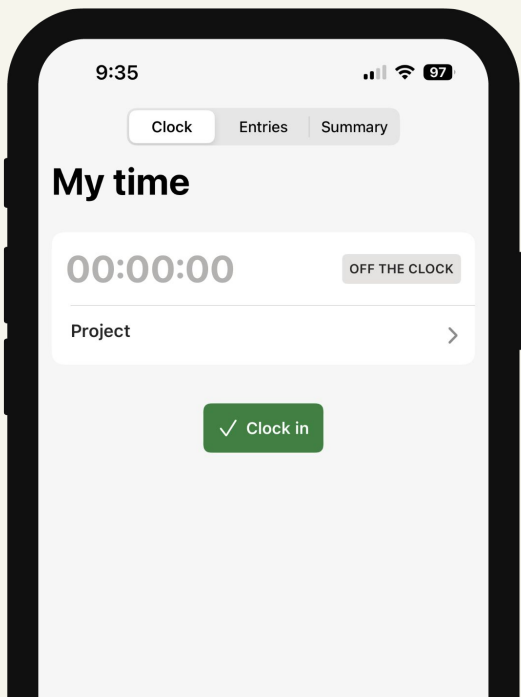 9:35
97
Clock Entries Summary
My time
00:00:00 OFF THE CLOCK
Project
Clock in